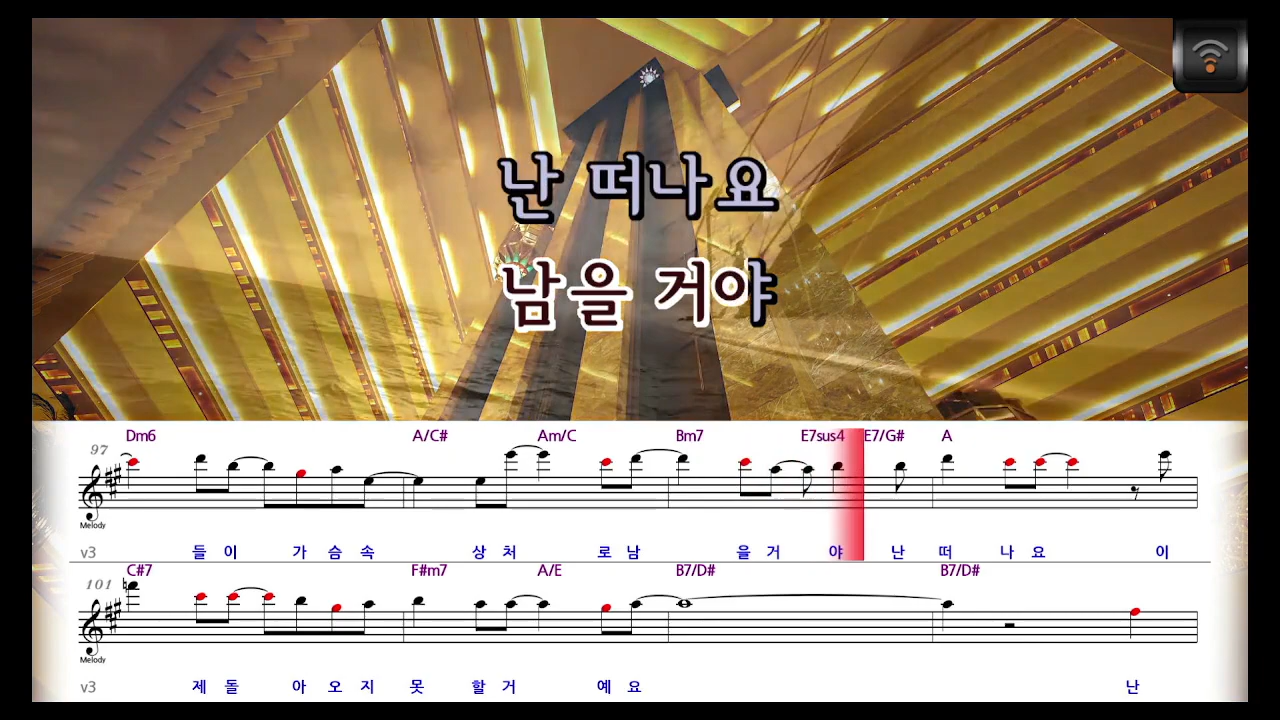 난 떠나요
남을 거야
Dm6 A/C# Am/C Bm7 E7sus4 E7/G# A
97
Melody
v3 들 이 가 슴 속 상 처 로 남 을 거 야 난 떠 나 요 이
C#7 F#m7 A/E B7/D# B7/D#
101
Melody
v3 제 돌 아 오 지 못 할 거 예 요 난